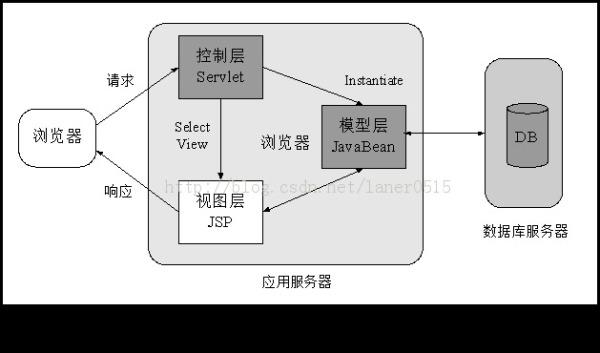 控制层
Servlet
请求
Instantiate
浏览器
Select
View
浏览器
模型层
JavaBean
DB
http://blog.csdn.net/laner0515
响应
视图层
JSP
数据库服务器
应用服务器